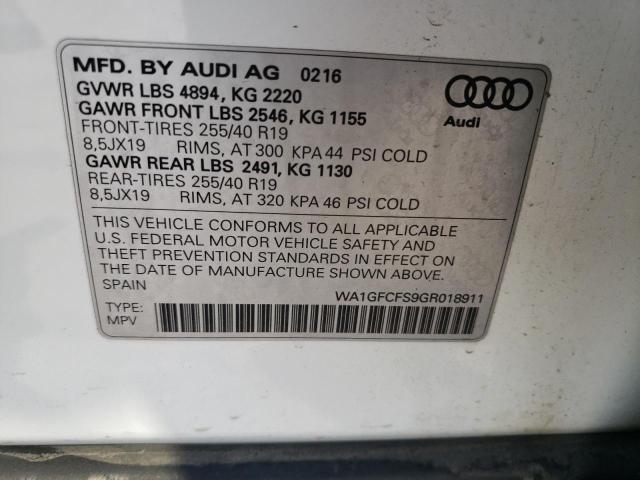 MFD. BY AUDI AG 0216
GVWR LBS 4894, KG 2220
GAWR FRONT LBS 2546, KG 1155
FRONT-TIRES 255/40 R19
8,5JX19 RIMS, AT 300 KPA 44 PSI COLD
GAWR REAR LBS 2491, KG 1130
REAR-TIRES 255/40 R19
8,5JX19 RIMS, AT 320 KPA 46 PSI COLD
Audi
THIS VEHICLE CONFORMS TO ALL APPLICABLE
U.S. FEDERAL MOTOR VEHICLE SAFETY AND
THEFT PREVENTION STANDARDS IN EFFECT ON
THE DATE OF MANUFACTURE SHOWN ABOVE.
SPAIN WA1GFCFS9GR018911
TYPE:
MPV